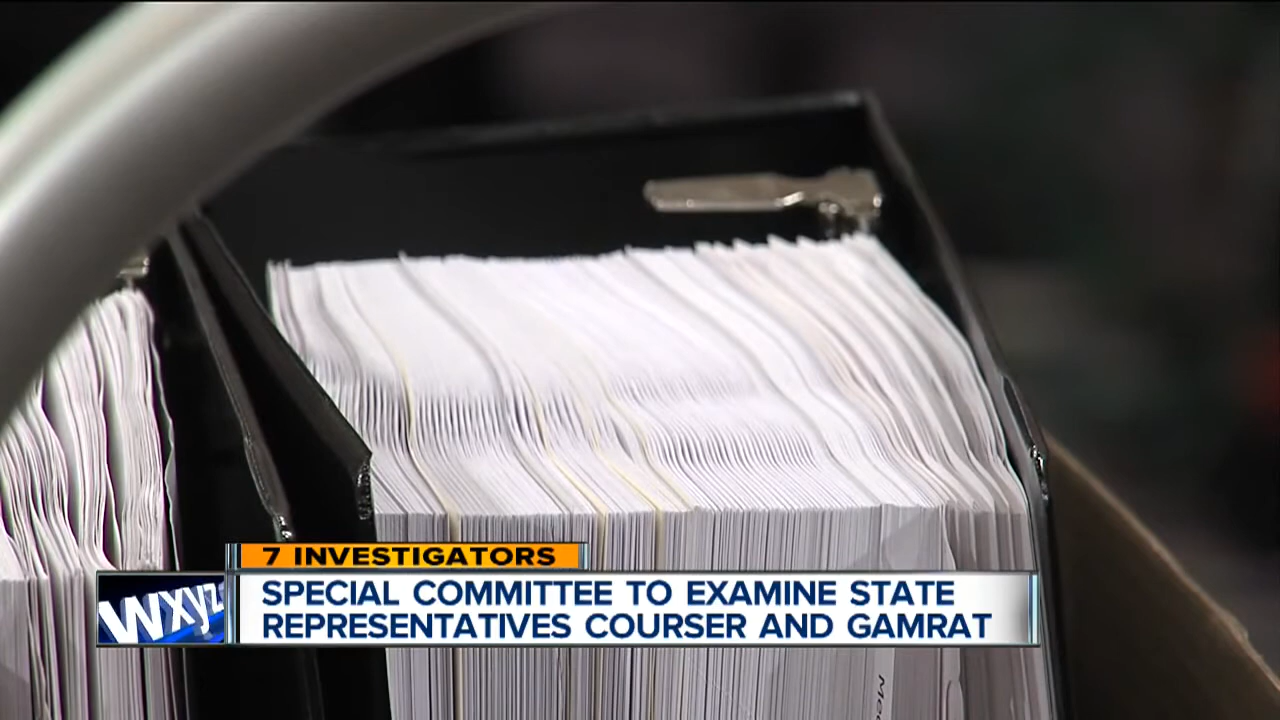 7 INVESTIGATORS
WXYZ
SPECIAL COMMITTEE TO EXAMINE STATE
REPRESENTATIVES COURSER AND GAMRAT